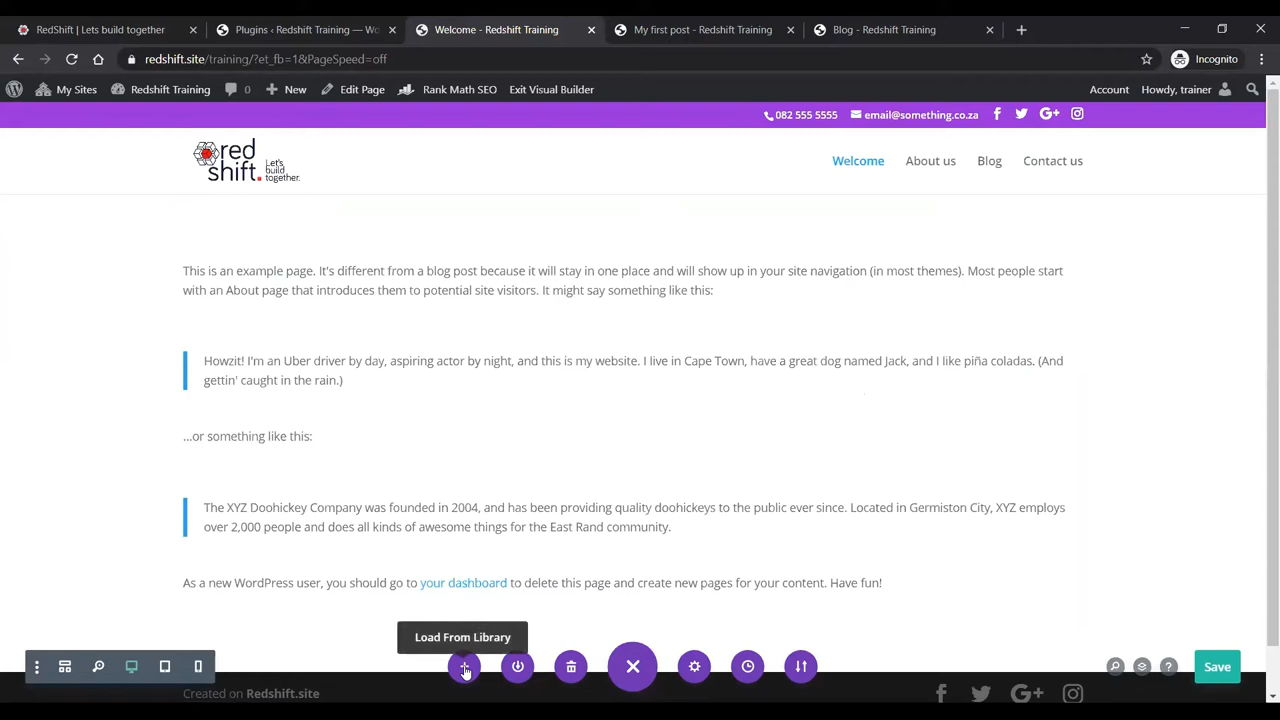 RedShift | Lets build together
Plugins ‹ Redshift Training — Wo
Welcome - Redshift Training
My first post - Redshift Training
Blog - Redshift Training
redshift.site/training/?et_fb=1&PageSpeed=off
Incognito
My Sites
Redshift Training
0
New
Edit Page
Rank Math SEO
Exit Visual Builder
Account
Howdy, trainer
082 555 5555
email@something.co.za
red
shift.
Let's
build
together.
Welcome
About us
Blog
Contact us
This is an example page. It's different from a blog post because it will stay in one place and will show up in your site navigation (in most themes). Most people start
with an About page that introduces them to potential site visitors. It might say something like this:
Howzit! I'm an Uber driver by day, aspiring actor by night, and this is my website. I live in Cape Town, have a great dog named Jack, and I like piña coladas. (And
gettin' caught in the rain.)
...or something like this:
The XYZ Doohickey Company was founded in 2004, and has been providing quality doohickeys to the public ever since. Located in Germiston City, XYZ employs
over 2,000 people and does all kinds of awesome things for the East Rand community.
As a new WordPress user, you should go to your dashboard to delete this page and create new pages for your content. Have fun!
Load From Library
Save
Created on Redshift.site